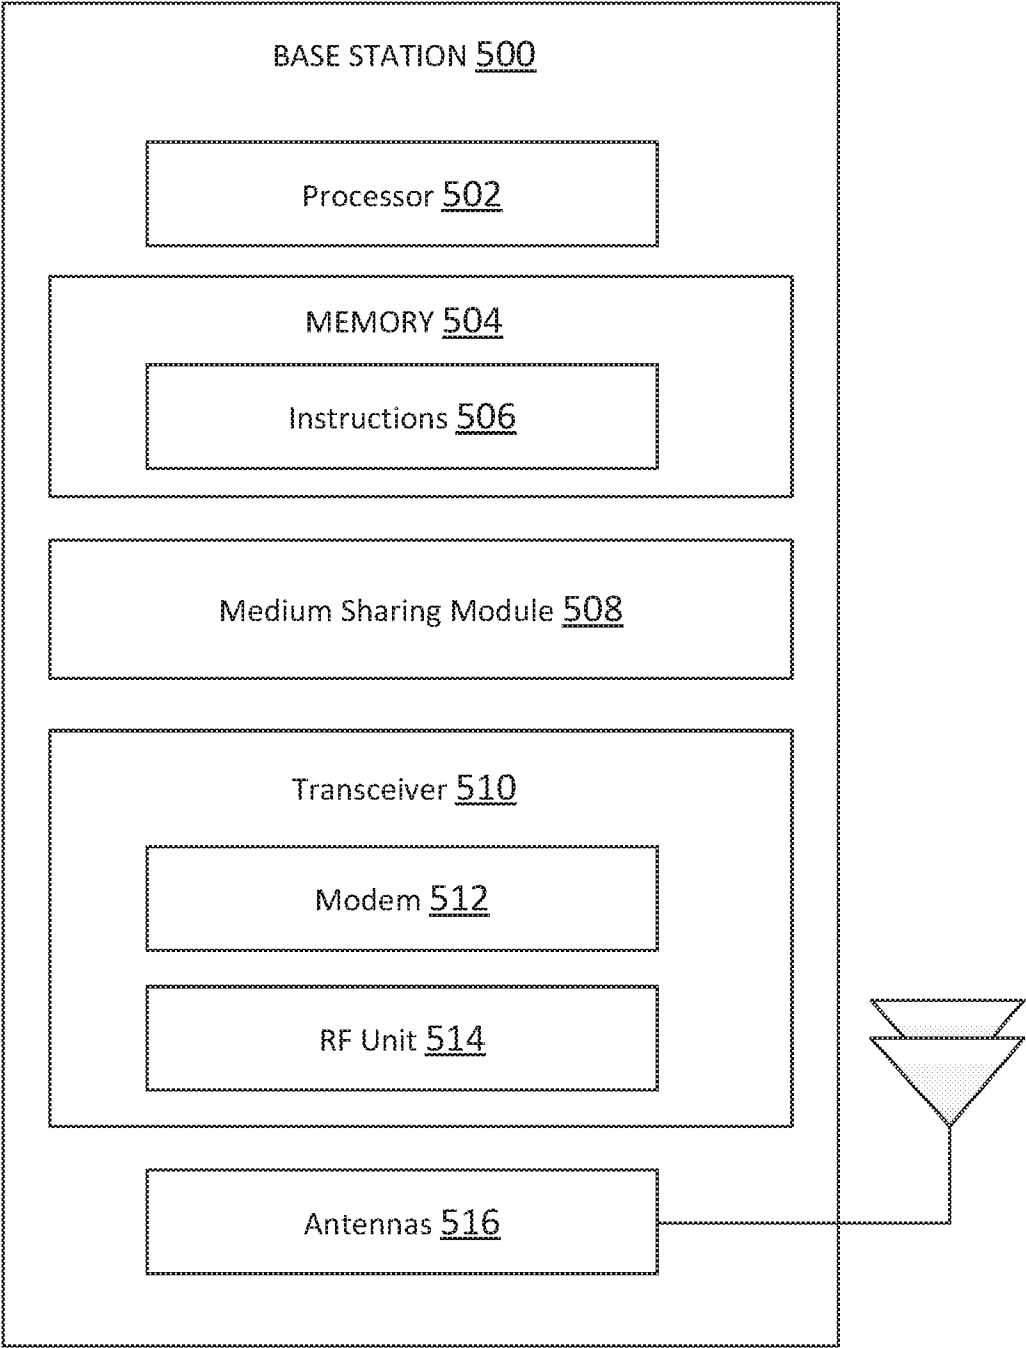 BASE STATION 500
Processor 502
MEMORY 504
Instructions 506
Medium Sharing Module 508
Transceiver 510
Modem 512
RF Unit 514
Antennas 516